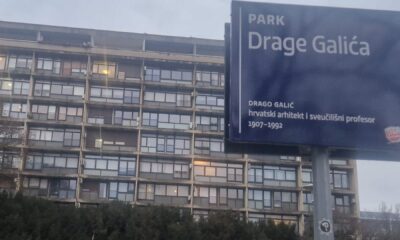 PARK
Drage Galića
DRAGO GALIĆ
hrvatski arhitekt i sveučilišni profesor
1907-1992